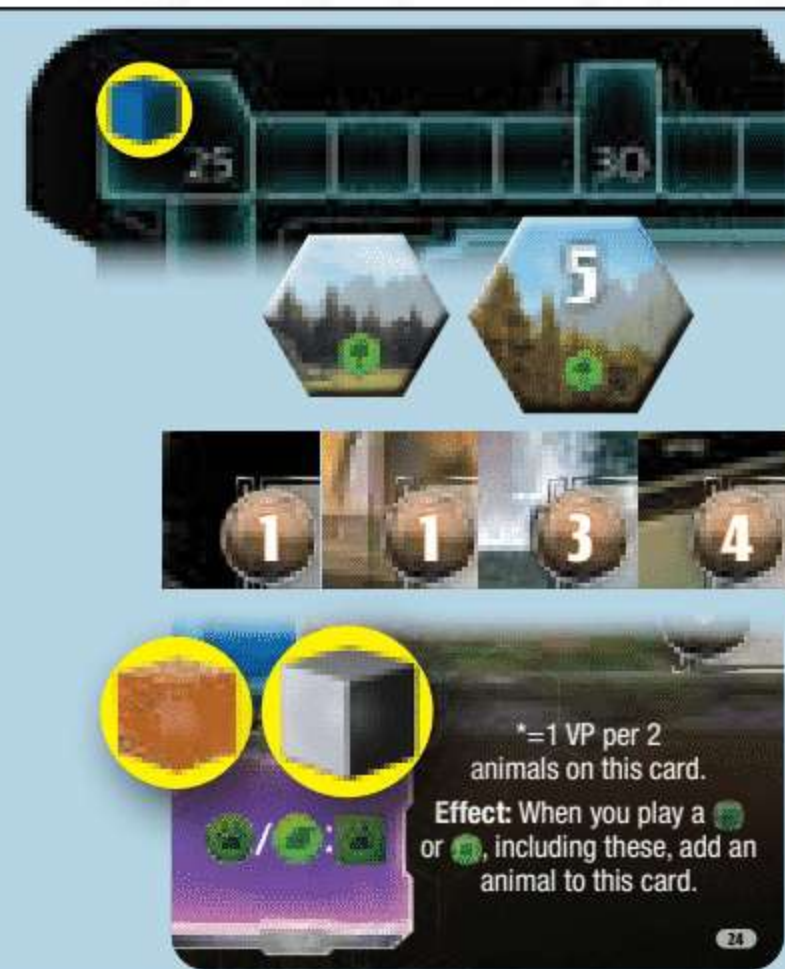 25 30
5
1 1 3 4
*=1 VP per 2
animals on this card.
Effect: When you play a
or , including these, add an
animal to this card.
/ :
24